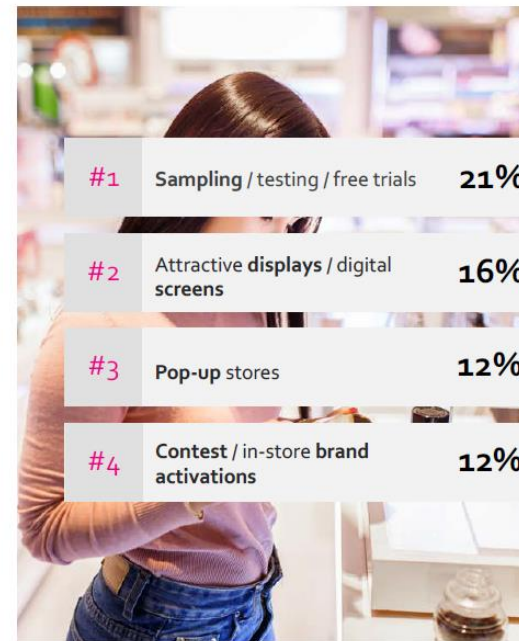 #1 Sampling / testing / free trials 21%
#2 Attractive displays / digital
screens 16%
#3 Pop-up stores 12%
#4 Contest / in-store brand
activations 12%